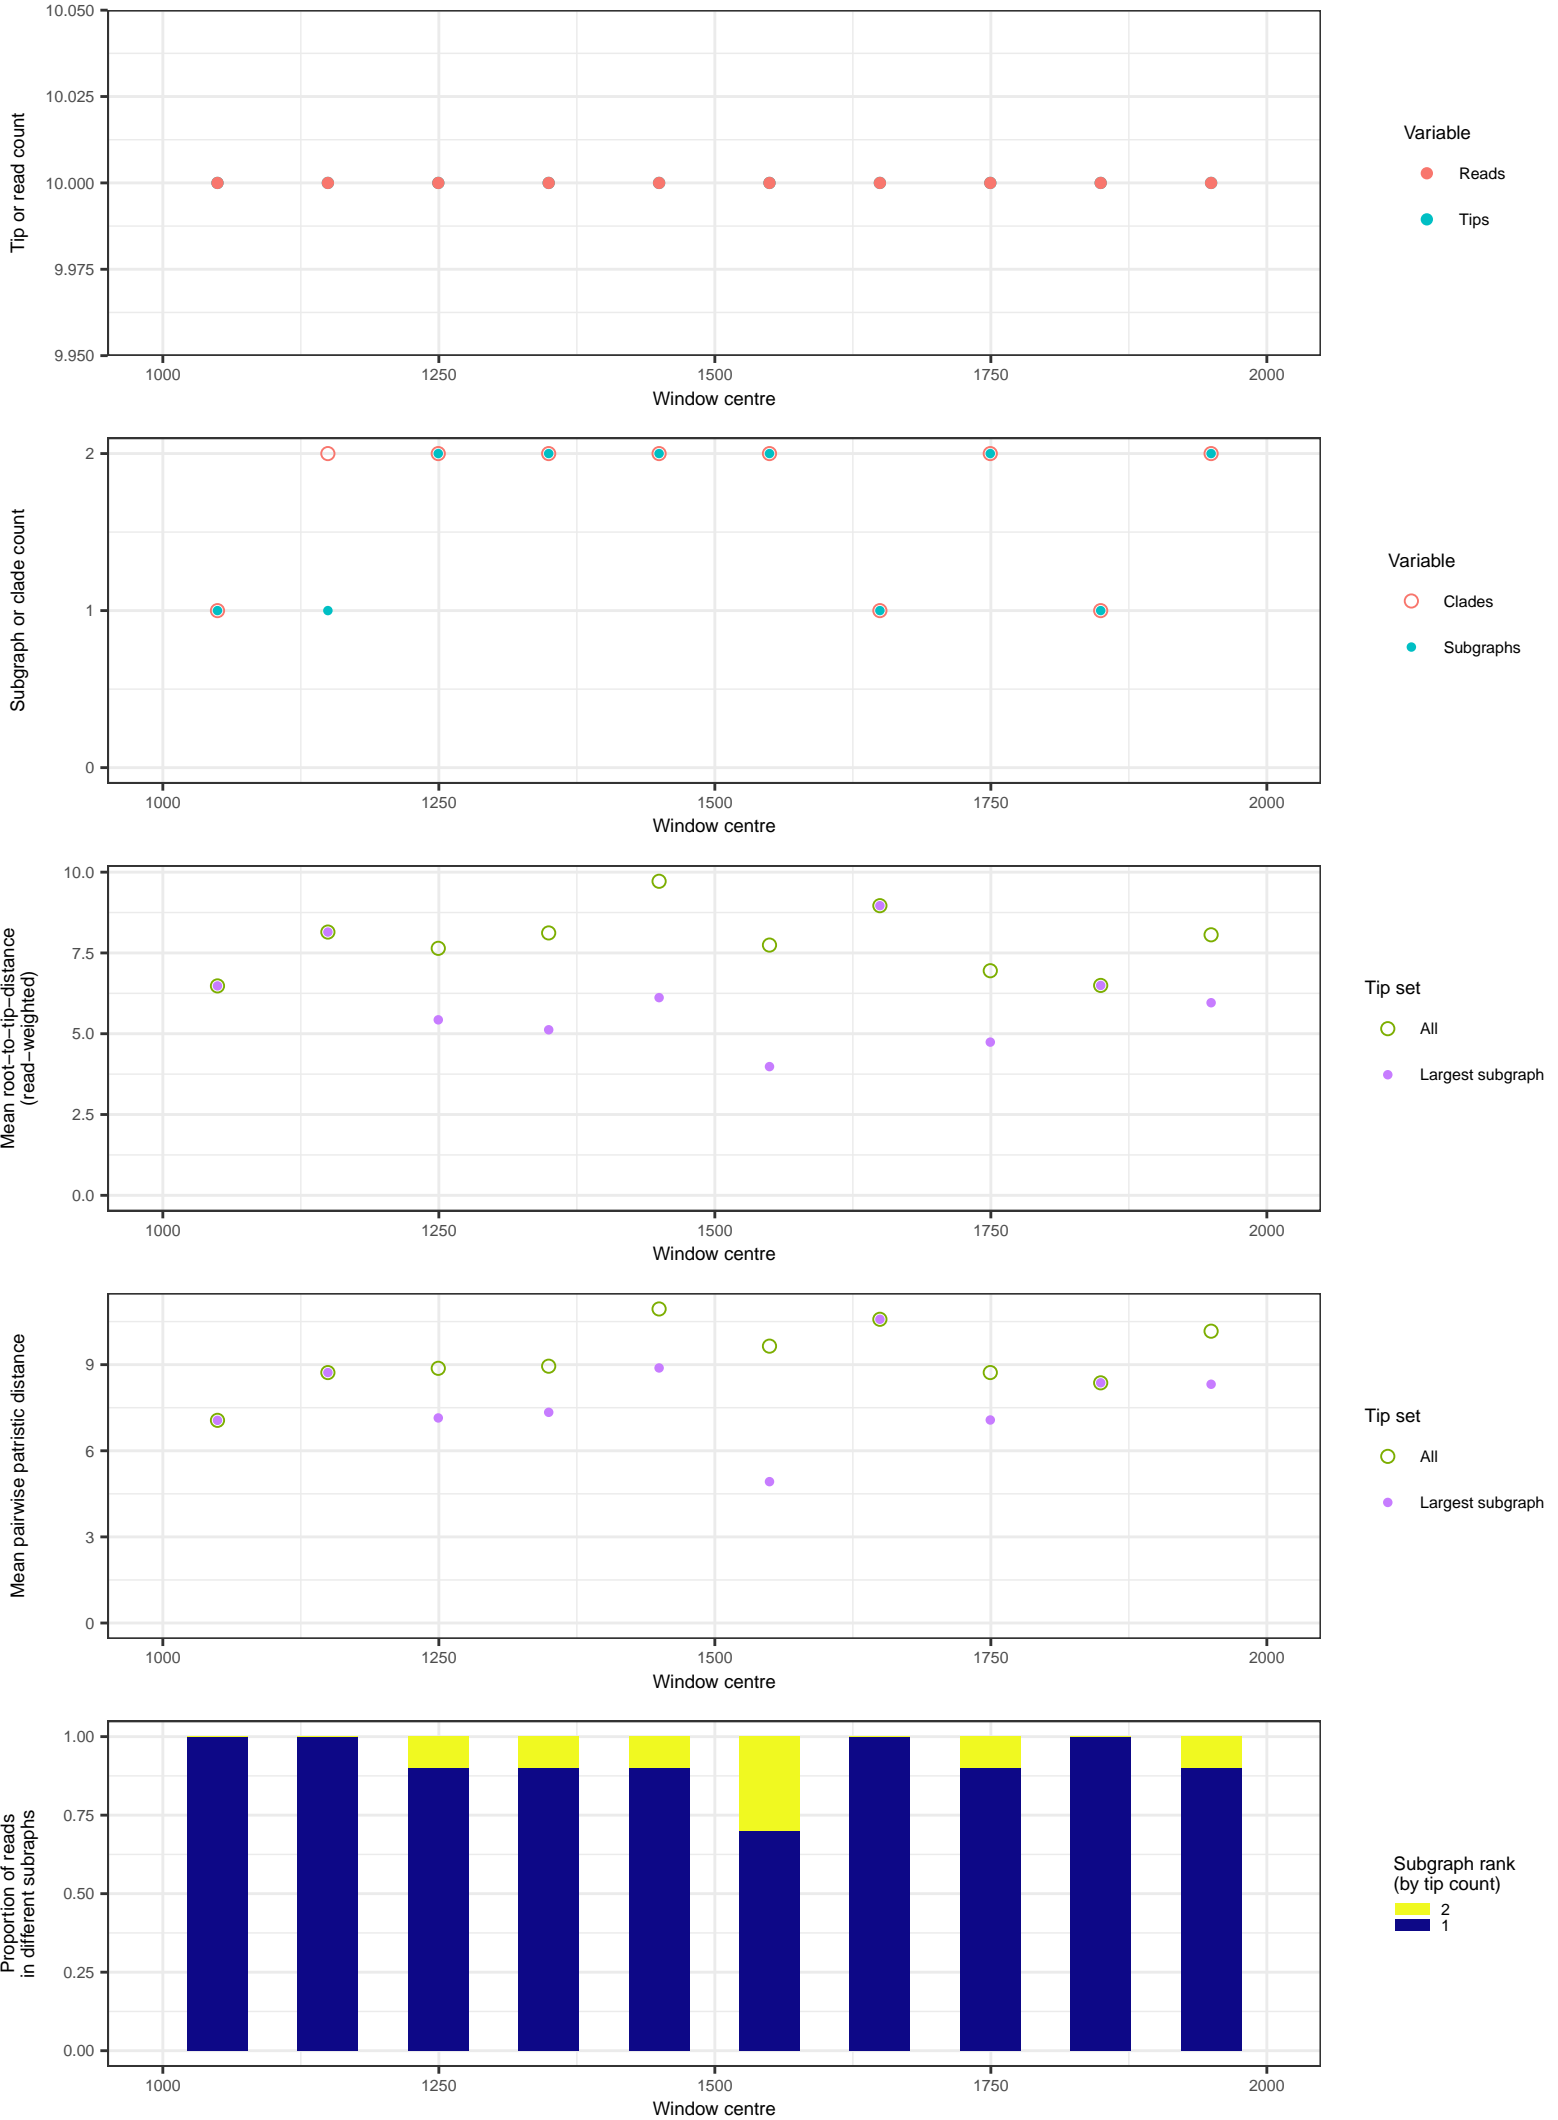 10.050
10.025
10.000
9.975
9.950
Tip or read count
1000 1250 1500 1750 2000
Window centre
Variable
Reads
Tips
2
1
0
Subgraph or clade count
1000 1250 1500 1750 2000
Window centre
Variable
Clades
Subgraphs
10.0
7.5
5.0
2.5
0.0
Mean root−to−tip−distance
(read−weighted)
1000 1250 1500 1750 2000
Window centre
Tip set
All
Largest subgraph
9
6
3
0
Mean pairwise patristic distance
1000 1250 1500 1750 2000
Window centre
Tip set
All
Largest subgraph
1.00
0.75
0.50
0.25
0.00
Proportion of reads
in different subraphs
1000 1250 1500 1750 2000
Window centre
Subgraph rank
(by tip count)
2
1